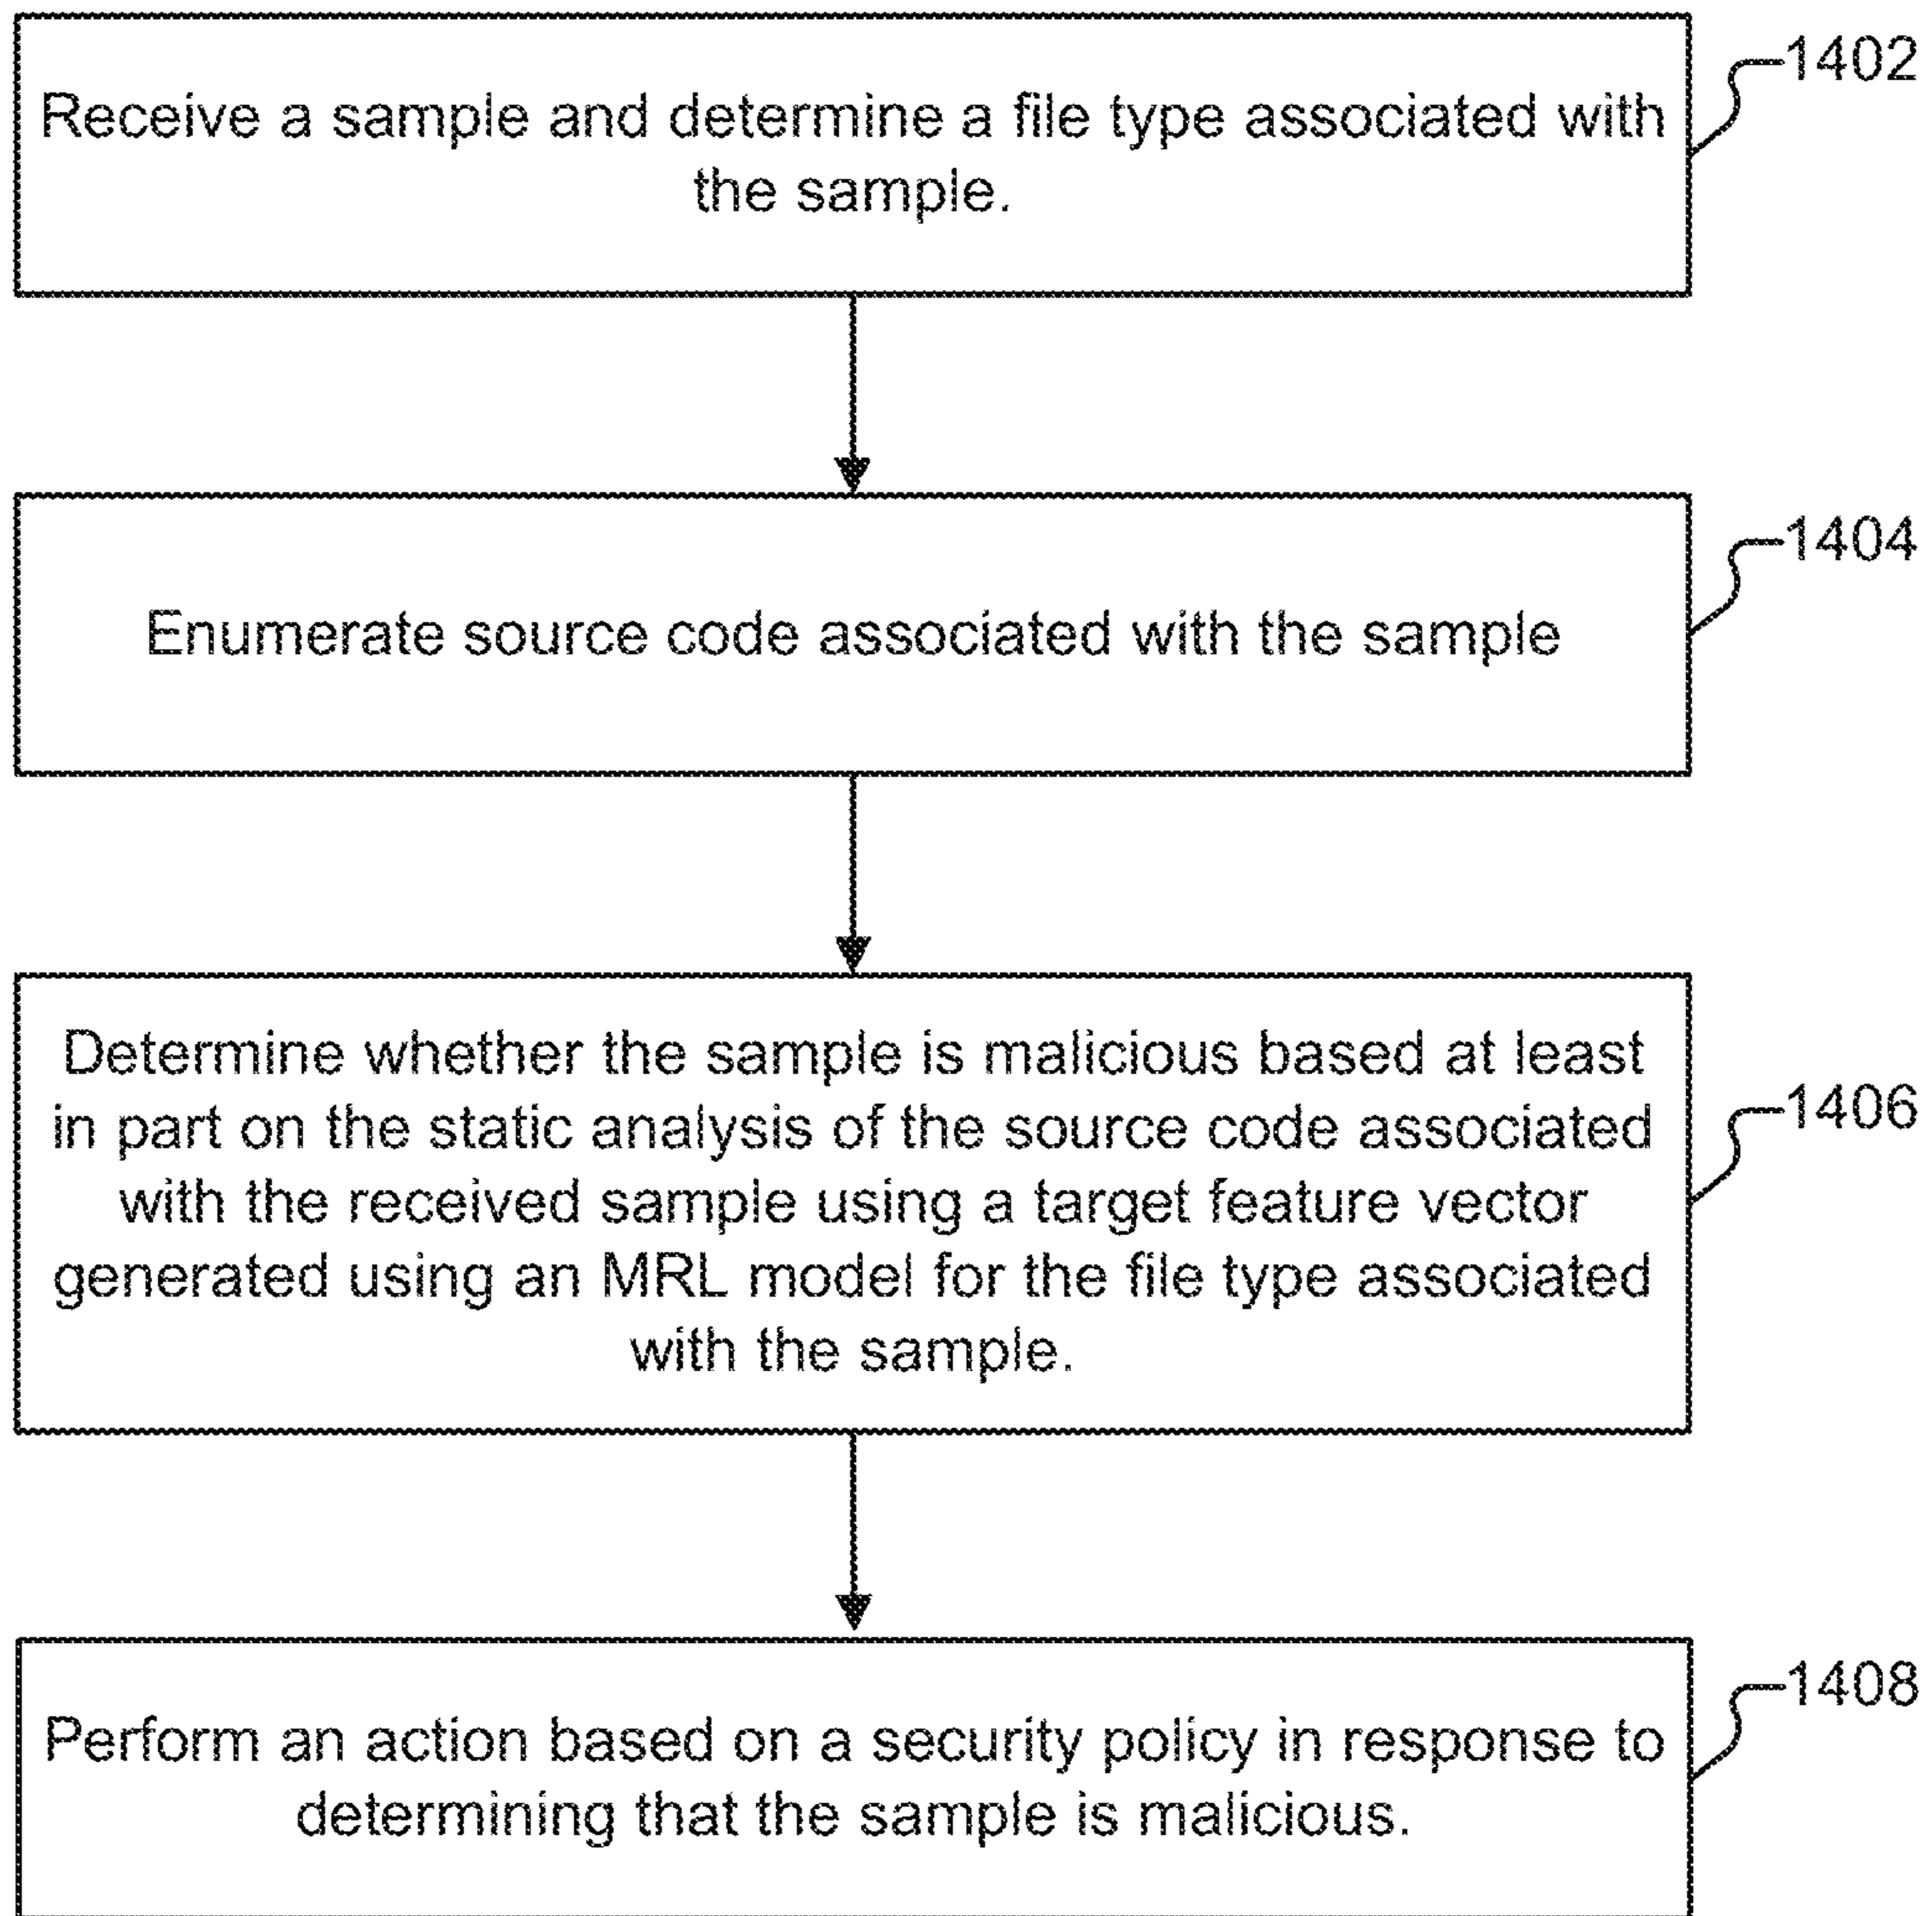 1402
Receive a sample and determine a file type associated with
the sample.
1404
Enumerate source code associated with the sample
Determine whether the sample is malicious based at least
in part on the static analysis of the source code associated
1406
with the received sample using a target feature vector
generated using an MRL model for the file type associated
with the sample.
1408
Perform an action based on a security policy in response to
determining that the sample is malicious.